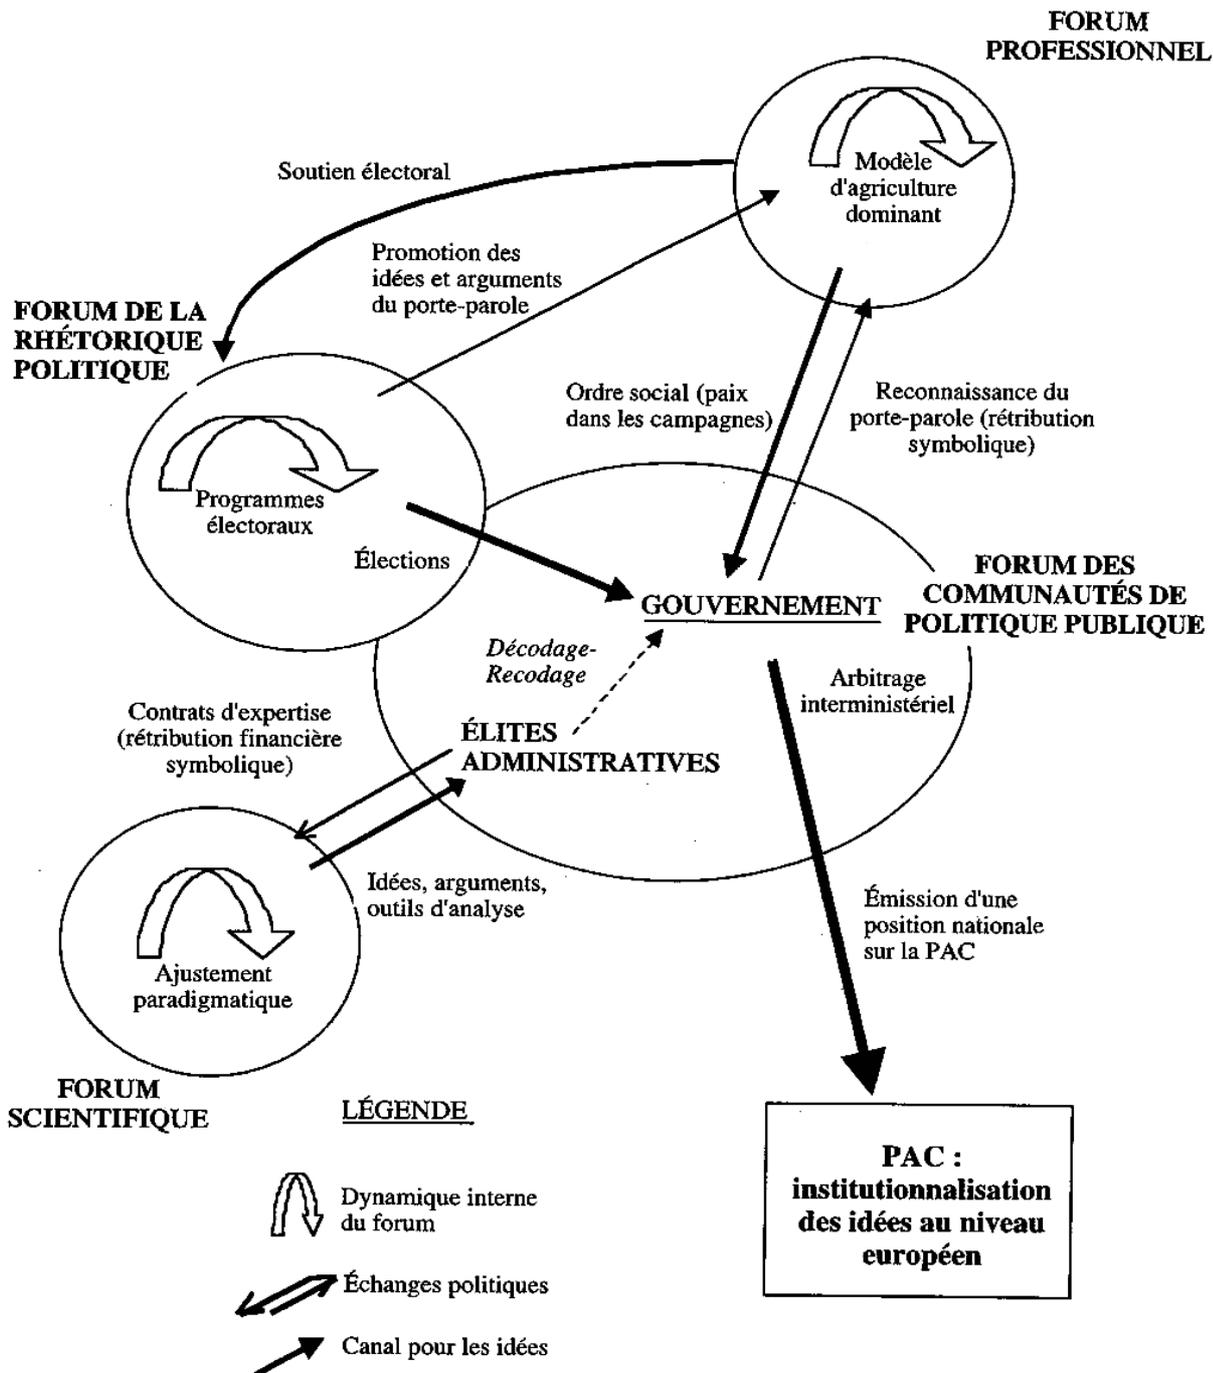 FORUM
PROFESSIONNEL
Modèle
d'agriculture
dominant
Soutien électoral
Promotion des
idées et arguments
du porte-parole
FORUM DE LA
RHÉTORIQUE
POLITIQUE
Ordre social (paix
dans les campagnes)
Reconnaissance du
porte-parole (rétribution
symbolique)
Programmes
électoraux
Élections
FORUM DES
COMMUNAUTÉS DE
POLITIQUE PUBLIQUE
GOUVERNEMENT
Décodage-
Recodage
Arbitrage
interministériel
Contrats d'expertise
(rétribution financière
symbolique)
ÉLITES
ADMINISTRATIVES
Idées, arguments,
outils d'analyse
Émission d'une
position nationale
sur la PAC
Ajustement
paradigmatique
FORUM
SCIENTIFIQUE
LÉGENDE
Dynamique interne
du forum
Échanges politiques
Canal pour les idées
PAC :
institutionnalisation
des idées au niveau
européen